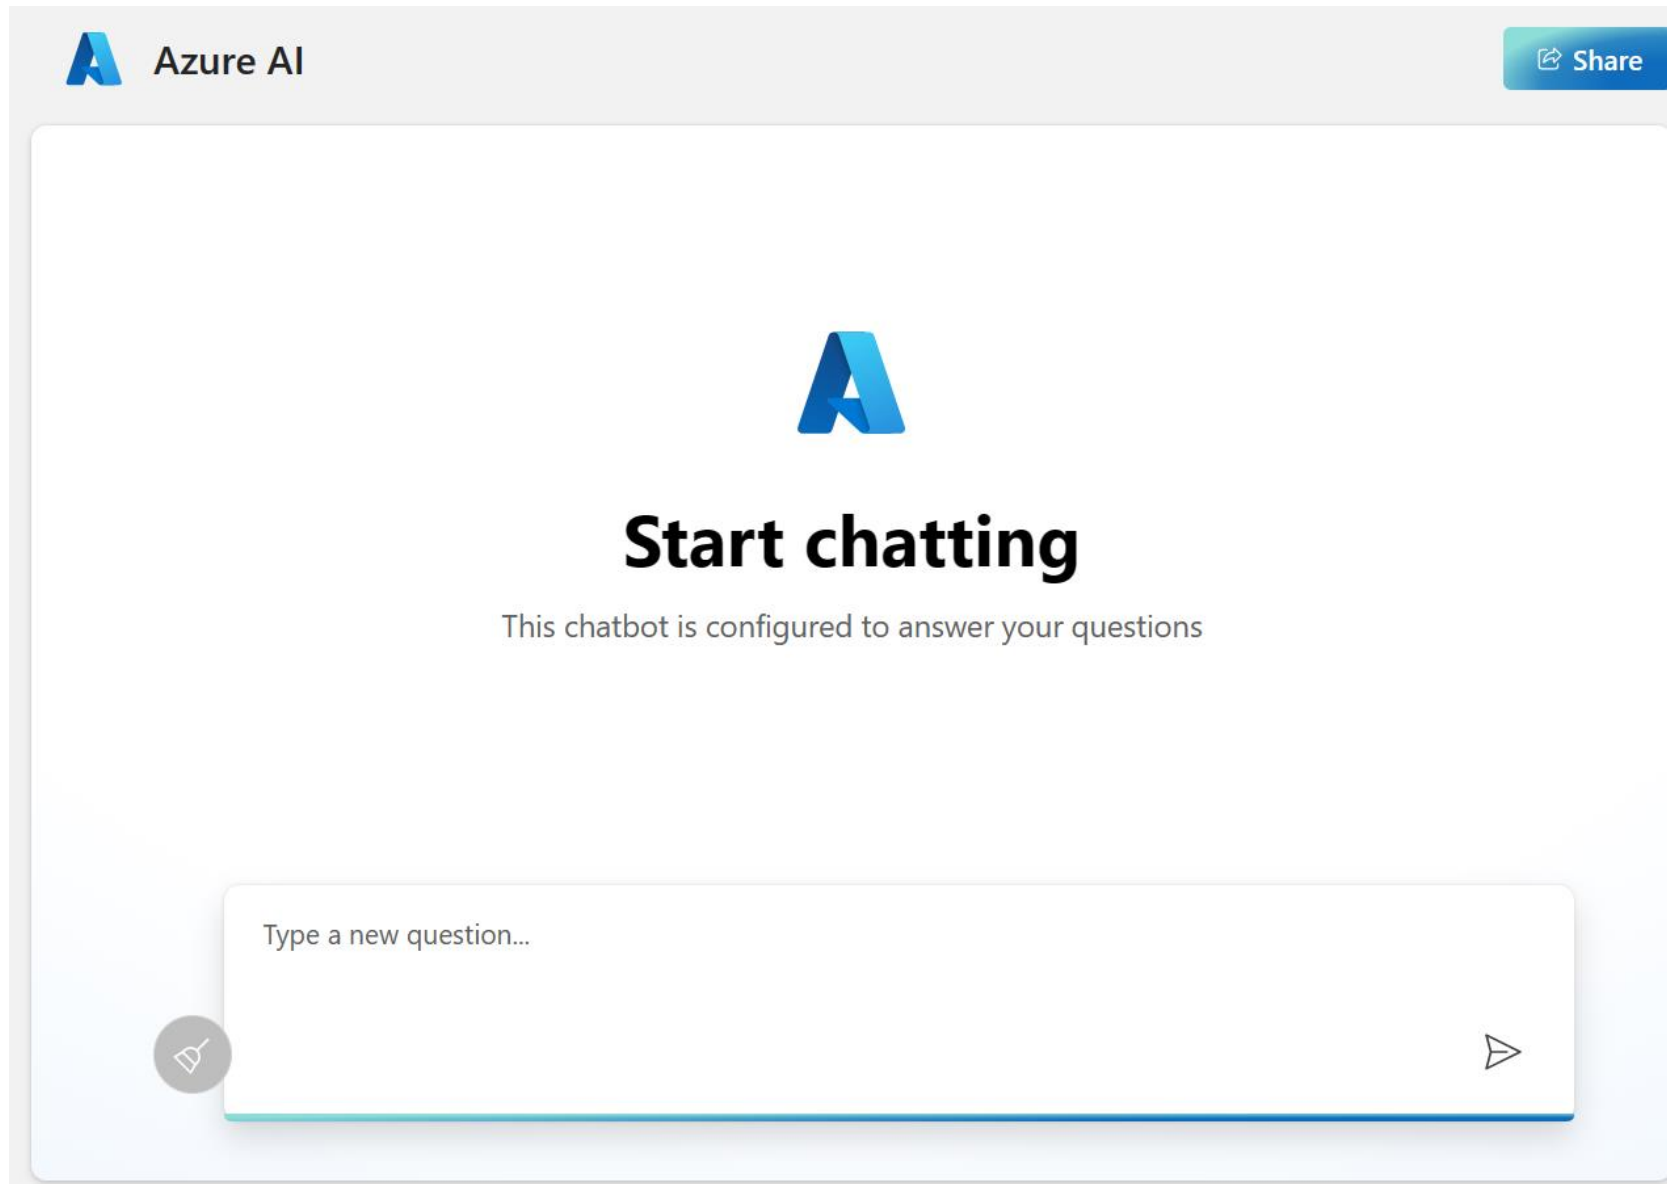 Azure AI
Share
Start chatting
This chatbot is configured to answer your questions
Type a new question...